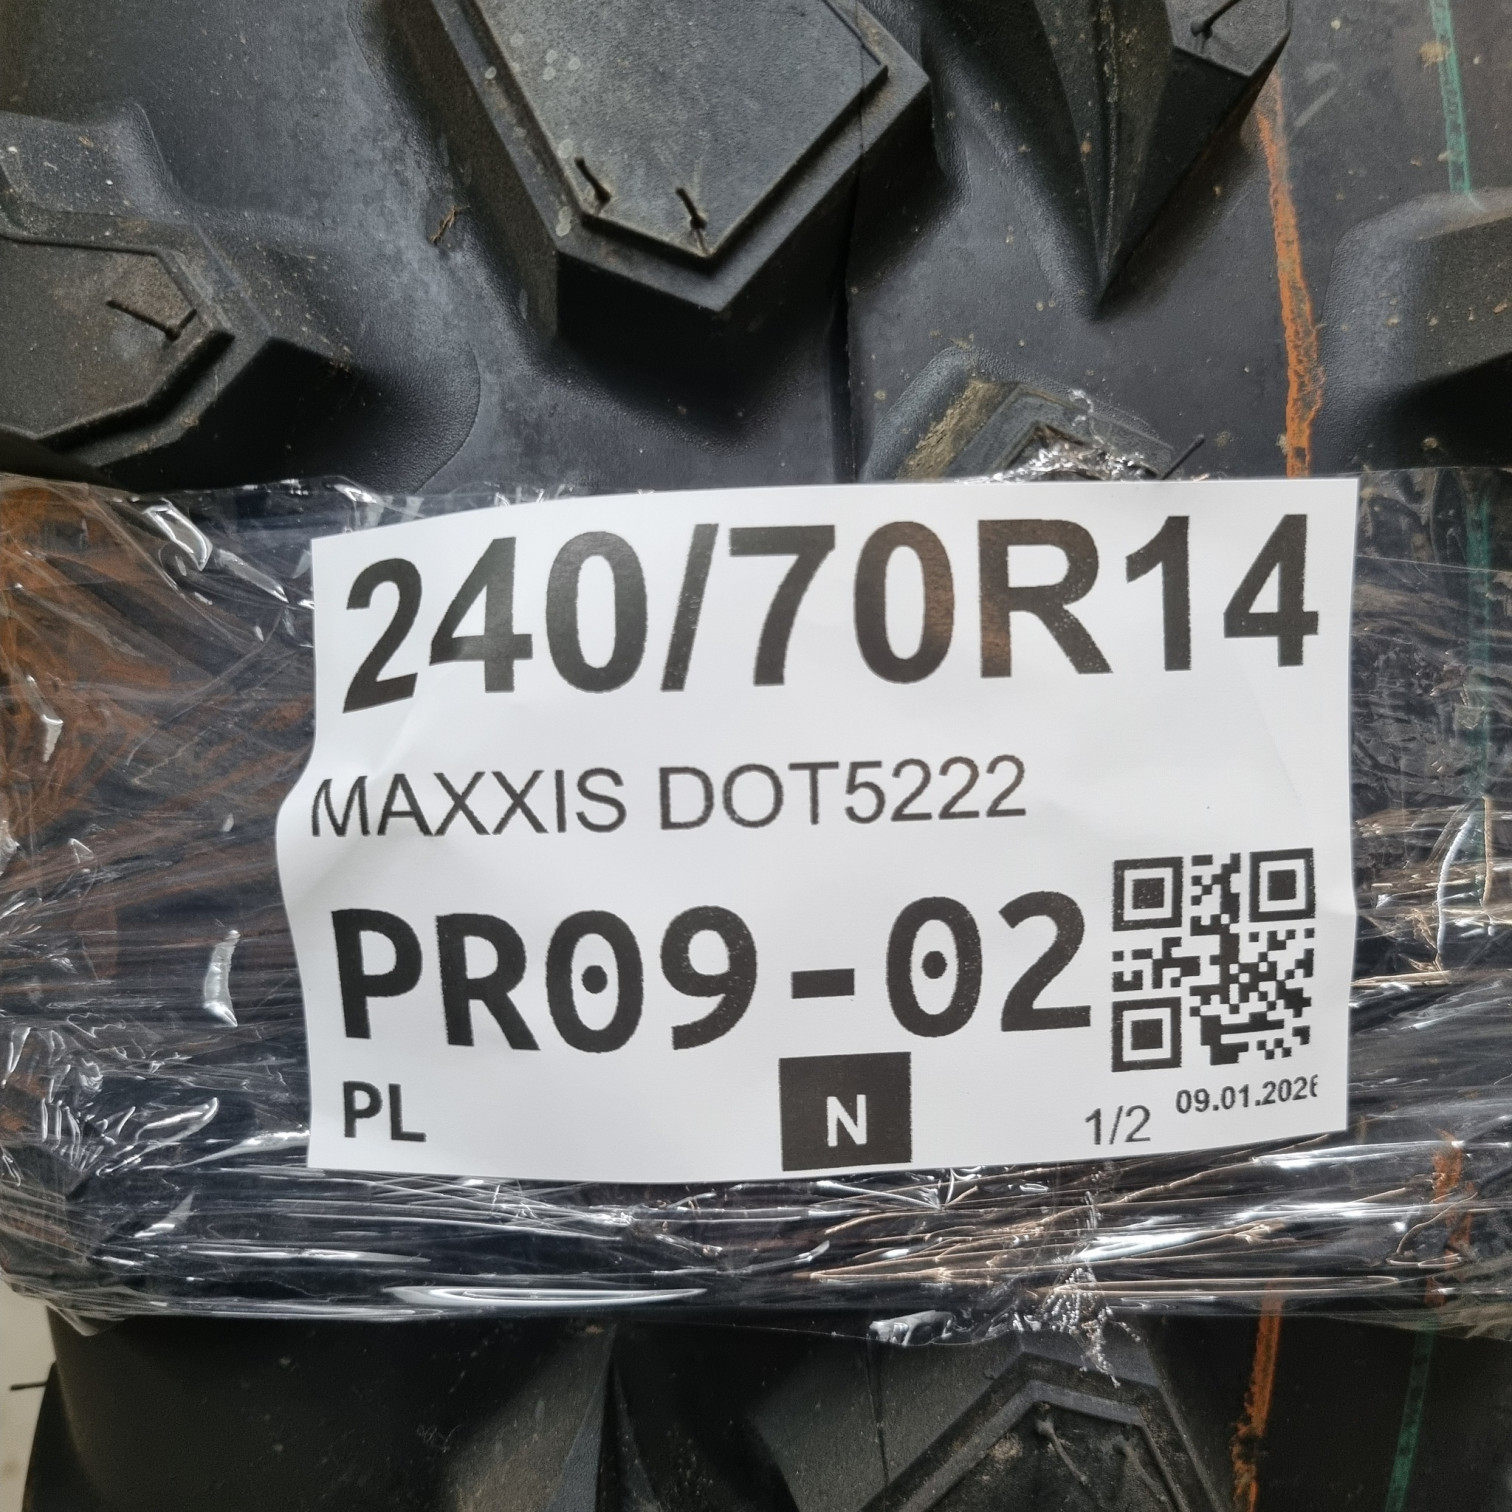 240/70R14
MAXXIS DOT5222
PR09-02
PL
N
1/2
09.01.2026